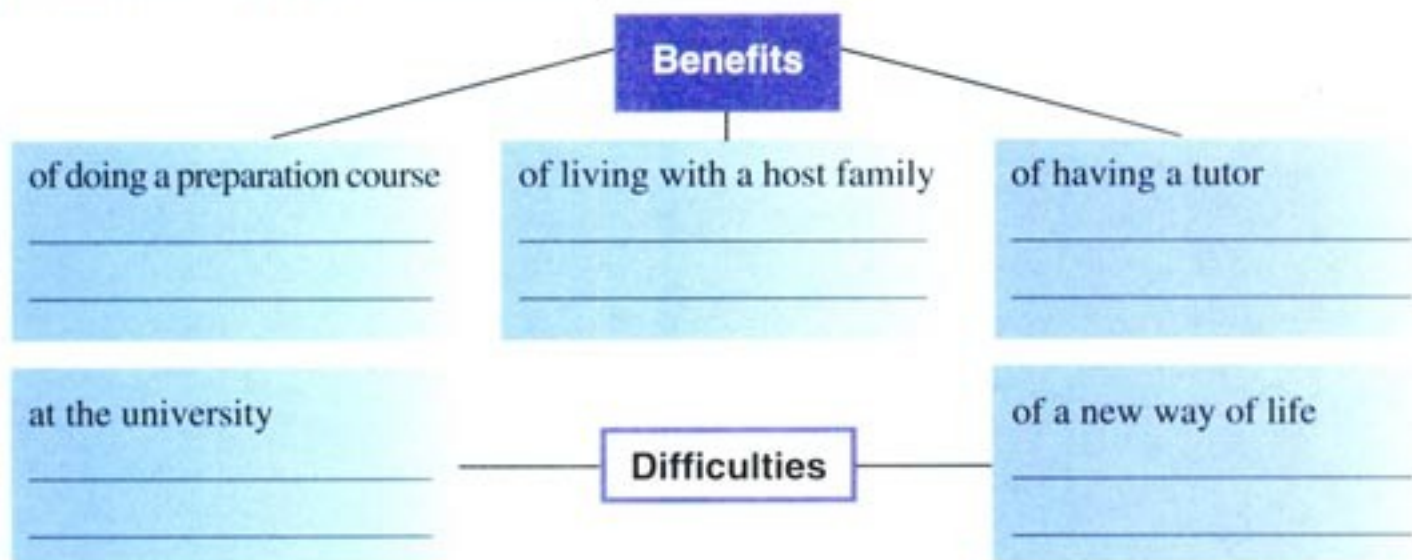 Benefits
of doing a preparation course
of living with a host family
of having a tutor
at the university
Difficulties
of a new way of life